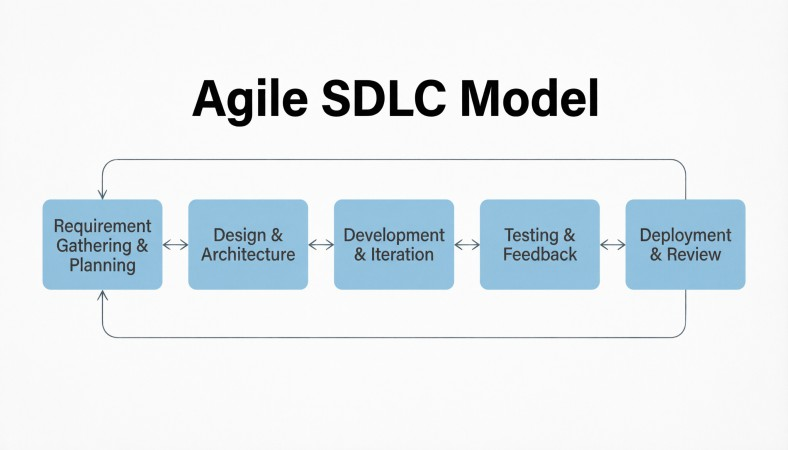 Agile SDLC Model
Requirement
Gathering &
Planning
Design &
Architecture
Development
& Iteration
Testing &
Feedback
Deployment
& Review